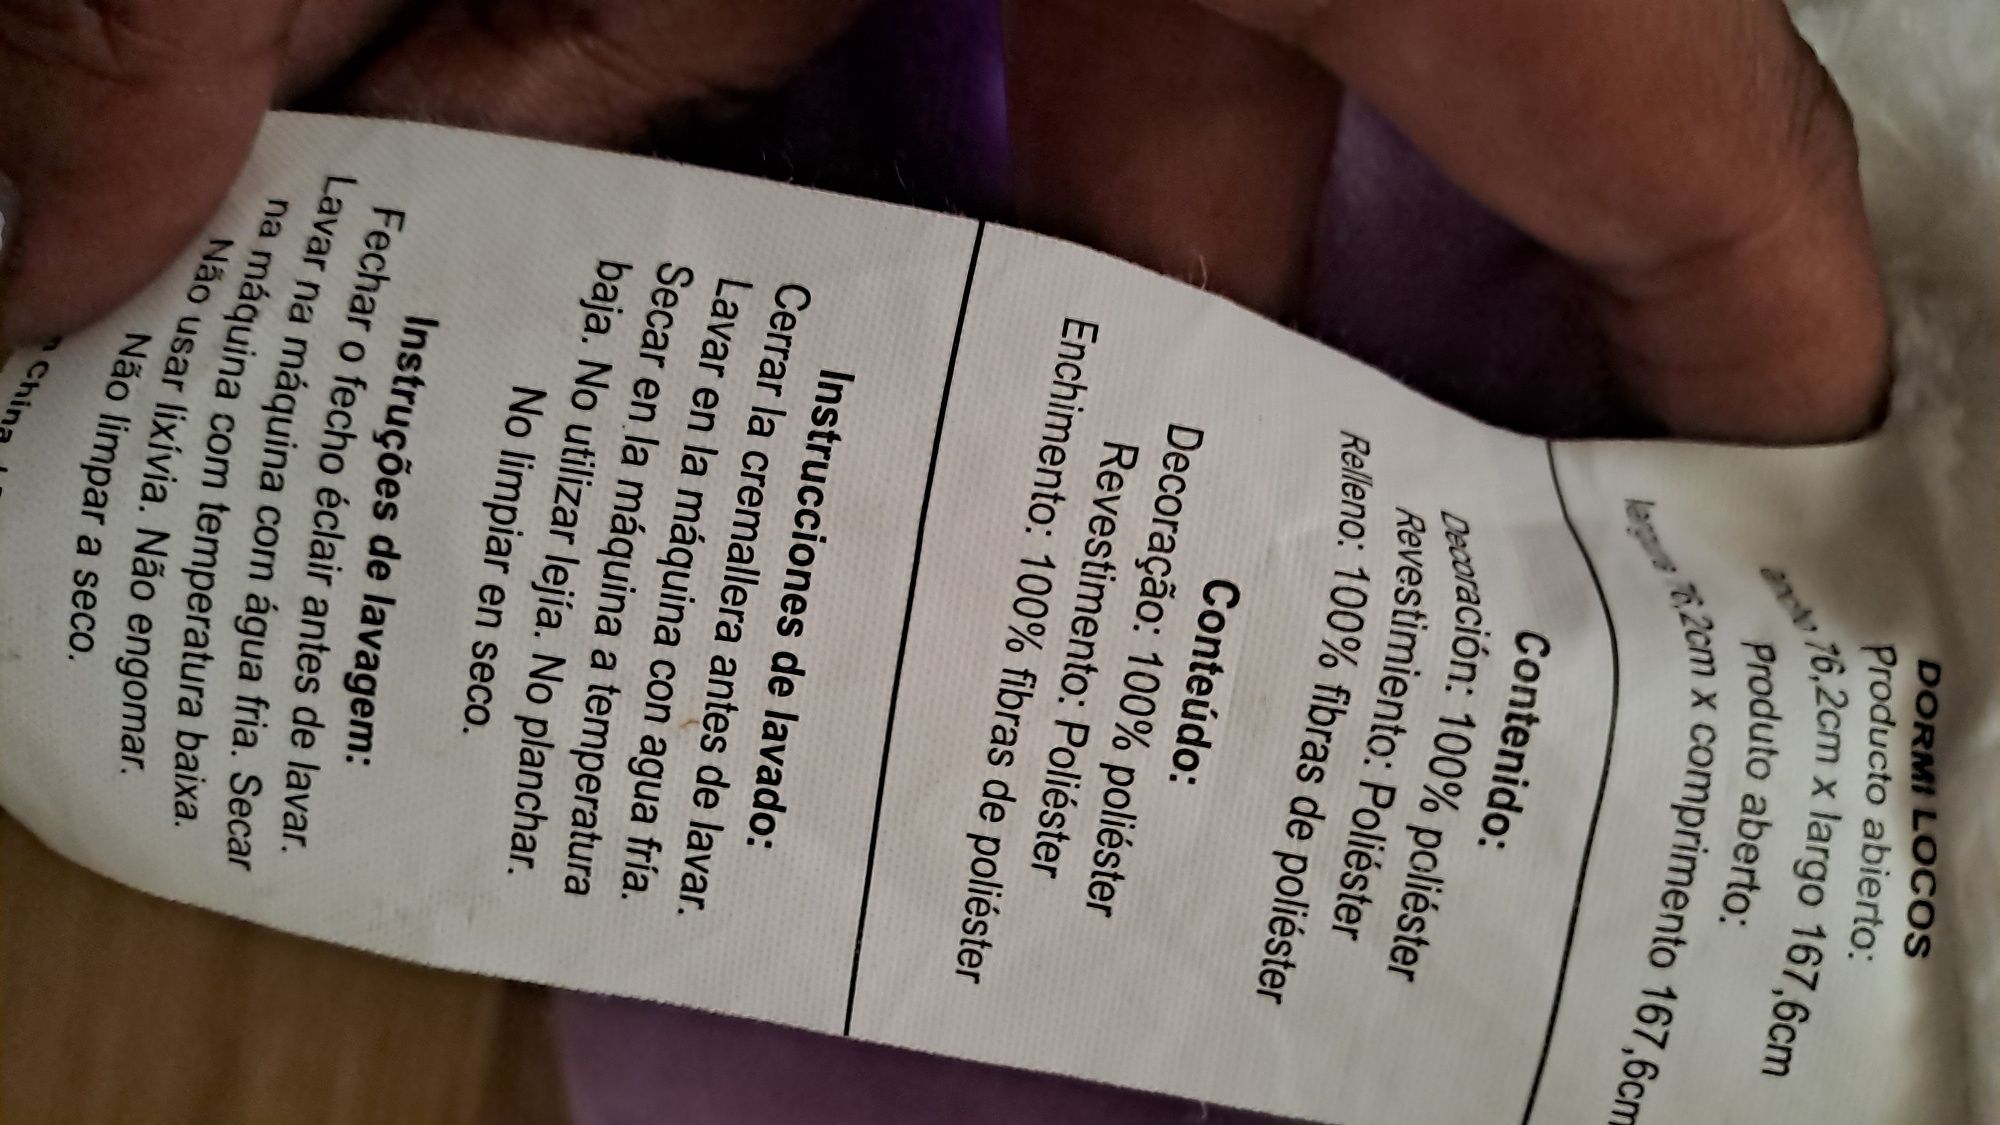 DORMI LOCOS
Producto abierto:
ancho 76,2cm x largo 167,6cm
Produto aberto:
largura 76,2cm x comprimento 167,6cm
Contenido:
Decoración: 100% poliéster
Revestimiento: Poliéster
Relleno: 100% fibras de poliéster
Conteúdo:
Decoração: 100% poliéster
Revestimento: Poliéster
Enchimento: 100% fibras de poliéster
Instrucciones de lavado:
Cerrar la cremallera antes de lavar.
Lavar en la máquina con agua fría.
Secar en la máquina a temperatura
baja. No utilizar lejía. No planchar.
No limpiar en seco.
Instruções de lavagem:
Fechar o fecho éclair antes de lavar.
Lavar na máquina com água fria. Secar
na máquina com temperatura baixa.
Não usar lixívia. Não engomar.
Não limpar a seco.
China